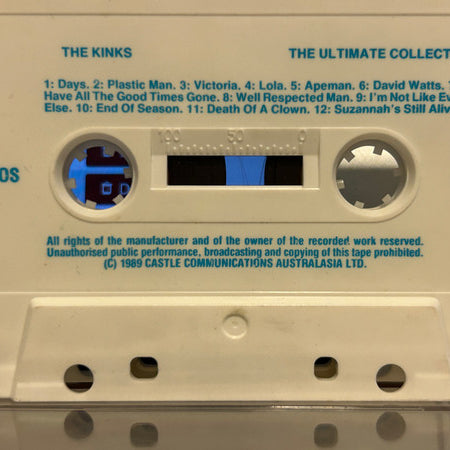 THE KINKS THE ULTIMATE COLLECT
1: Days. 2: Plastic Man. 3: Victoria. 4: Lola. 5: Apeman. 6: David Watts.
Have All The Good Times Gone. 8: Well Respected Man. 9: I'm Not Like Ev
Else. 10: End Of Season. 11: Death Of A Clown. 12: Suzannah's Still Aliv
100 50 0
OS
All rights of the manufacturer and of the owner of the recorded work reserved.
Unauthorised public performance, broadcasting and copying of this tape prohibited.
(C) 1989 CASTLE COMMUNICATIONS AUSTRALASIA LTD.